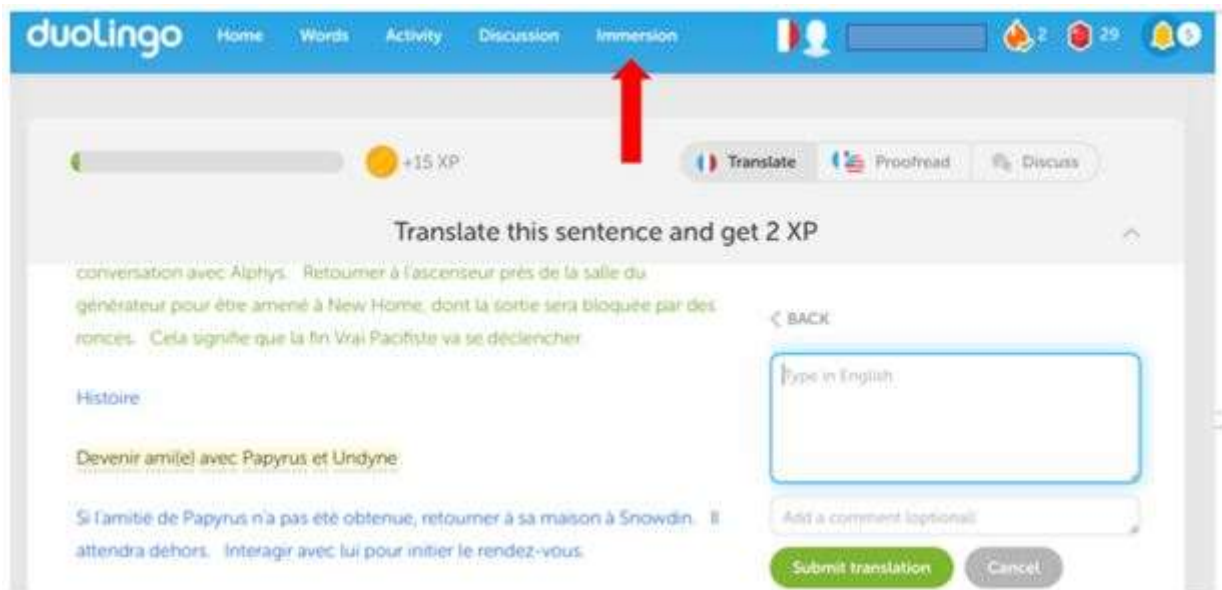 duolingo Home Words Activity Discussion Immersion 2 29 5
+15 XP Translate Proofread Discuss
Translate this sentence and get 2 XP
conversation avec Alphys. Retourner à l'ascenseur près de la salle du
générateur pour être amené à New Home, dont la sortie sera bloquée par des
ronces. Cela signifie que la fin Vrai Pacifiste va se déclencher
Histoire
Devenir ami(e) avec Papyrus et Undyne
Si l'amitié de Papyrus n'a pas été obtenue, retourner à sa maison à Snowdin. Il
attendra dehors. Interagir avec lui pour initier le rendez-vous.
< BACK
Type in English
Add a comment (optional)
Submit translation Cancel